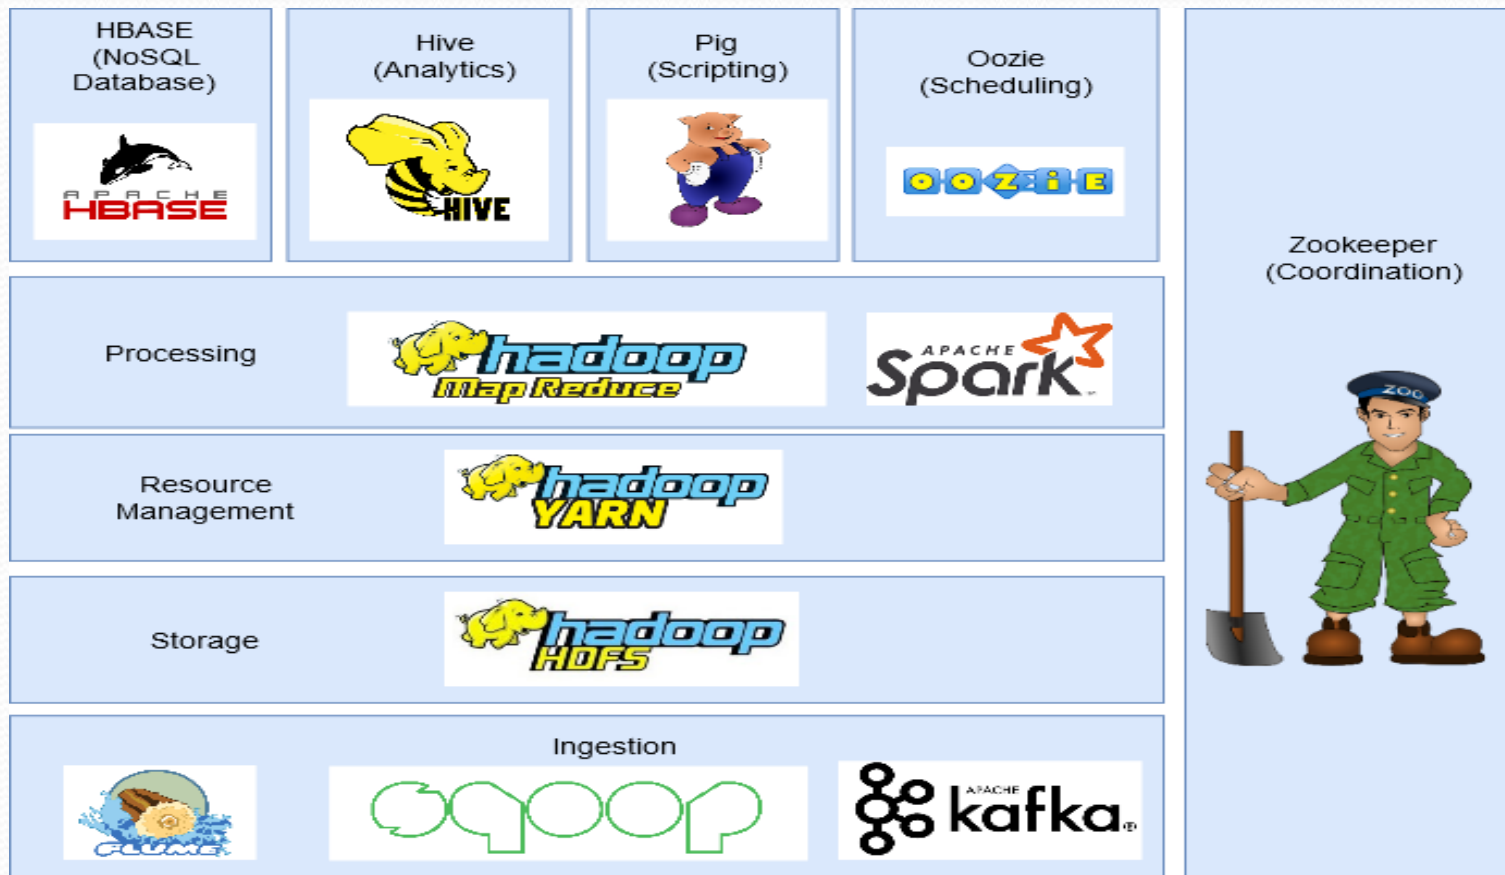 HBASE
(NoSQL
Database)
APACHE
HBASE
Hive
(Analytics)
HIVE
Pig
(Scripting)
Oozie
(Scheduling)
OOZiE
Zookeeper
(Coordination)
ZOO
Processing
hadoop
Map Reduce
APACHE
Spark
Resource
Management
hadoop
YARN
Storage
hadoop
HDFS
Ingestion
FLUME
sqoop
APACHE
kafka®